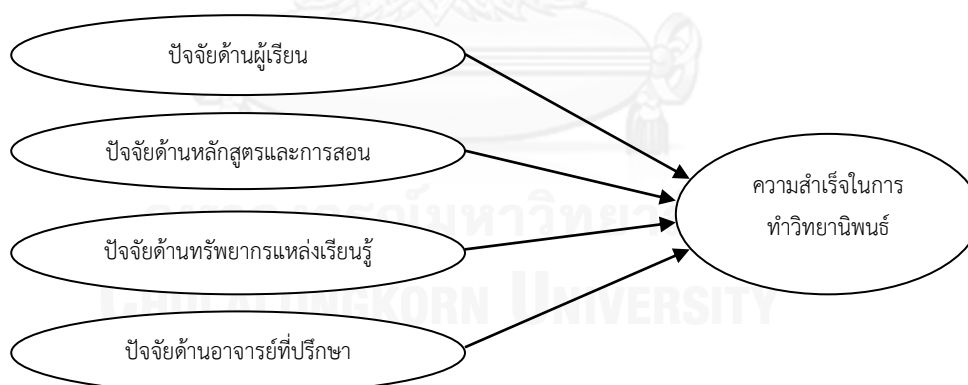 ปัจจัยด้านผู้เรียน
ปัจจัยด้านหลักสูตรและการสอน
ปัจจัยด้านทรัพยากรแหล่งเรียนรู้
ปัจจัยด้านอาจารย์ที่ปรึกษา
ความสำเร็จในการ
ทำวิทยานิพนธ์
CHULALONGKORN UNIVERSITY